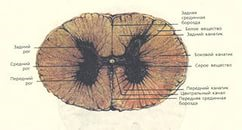 Задняя
срединная
борозда
Белое вещество
Задний канатик
Задний
рог
Боковой канатик
Средний
рог
Серое вещество
Передний
рог
Передний канатик
Центральный канал
Передняя срединная
борозда